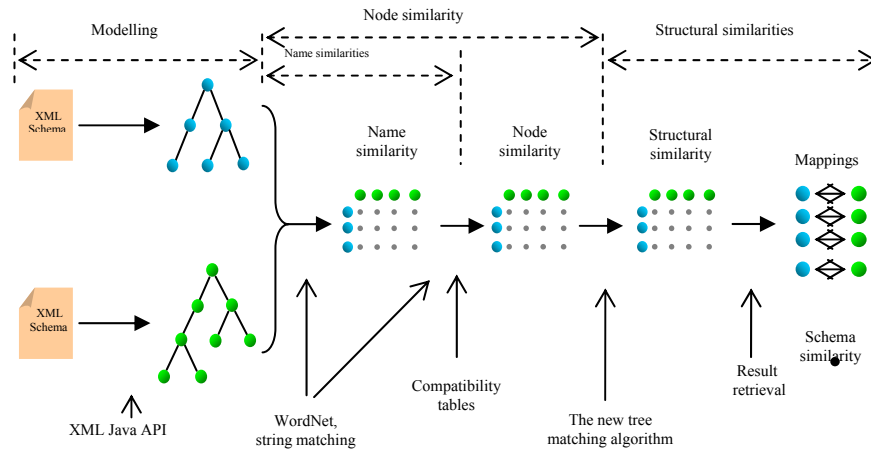 Node similarity
Modelling
Structural similarities
Name similarities
XML
Schema
Name
similarity
Node
similarity
Structural
similarity
Mappings
XML
Schema
Schema
similarity
Compatibility
tables
Result
retrieval
WordNet,
string matching
The new tree
matching algorithm
XML Java API